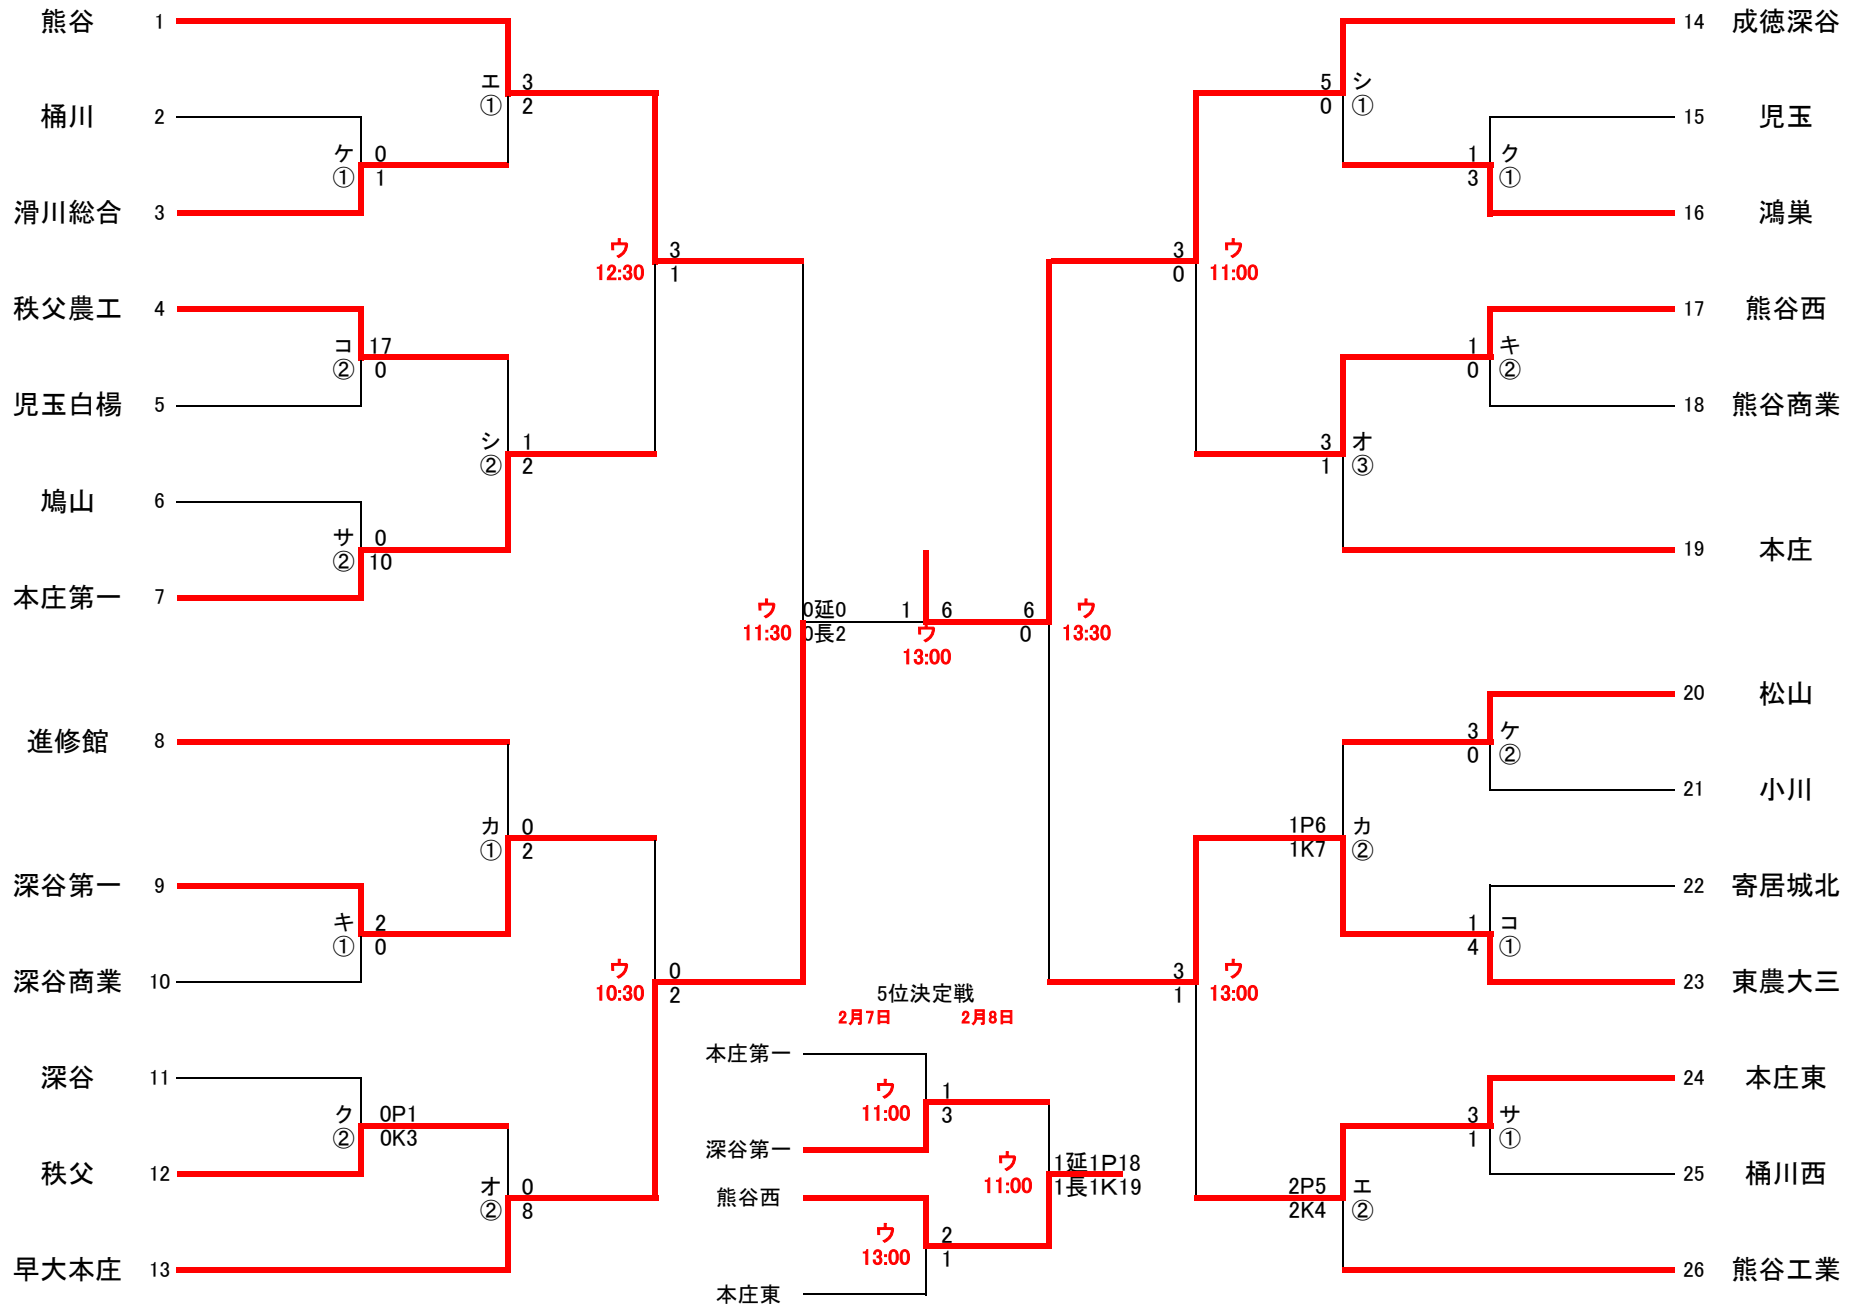 熊谷 1
エ 3
① 2
桶川 2
ケ 0
① 1
滑川総合 3
ウ 3
12:30 1
秩父農工 4
コ 17
② 0
児玉白楊 5
シ 1
② 2
鳩山 6
サ 0
② 10
本庄第一 7
ウ 0延0
11:30 0長2
進修館 8
カ 0
① 2
深谷第一 9
キ 2
① 0
深谷商業 10
ウ 0
10:30 2
深谷 11
ク 0P1
② 0K3
秩父 12
オ 0
② 8
早大本庄 13
1 6
ウ
13:00
14 成徳深谷
5 シ
0 ①
15 児玉
1 ク
3 ①
16 鴻巣
3 ウ
0 11:00
17 熊谷西
1 キ
0 ②
18 熊谷商業
3 オ
1 ③
19 本庄
6 ウ
0 13:30
20 松山
3 ケ
0 ②
21 小川
1P6 カ
1K7 ②
22 寄居城北
1 コ
4 ①
23 東農大三
3 ウ
1 13:00
24 本庄東
3 サ
1 ①
25 桶川西
2P5 エ
2K4 ②
26 熊谷工業
5位決定戦
2月7日 2月8日
本庄第一
ウ 1
11:00 3
深谷第一
ウ 1延1P18
11:00 1長1K19
熊谷西
ウ 2
13:00 1
本庄東